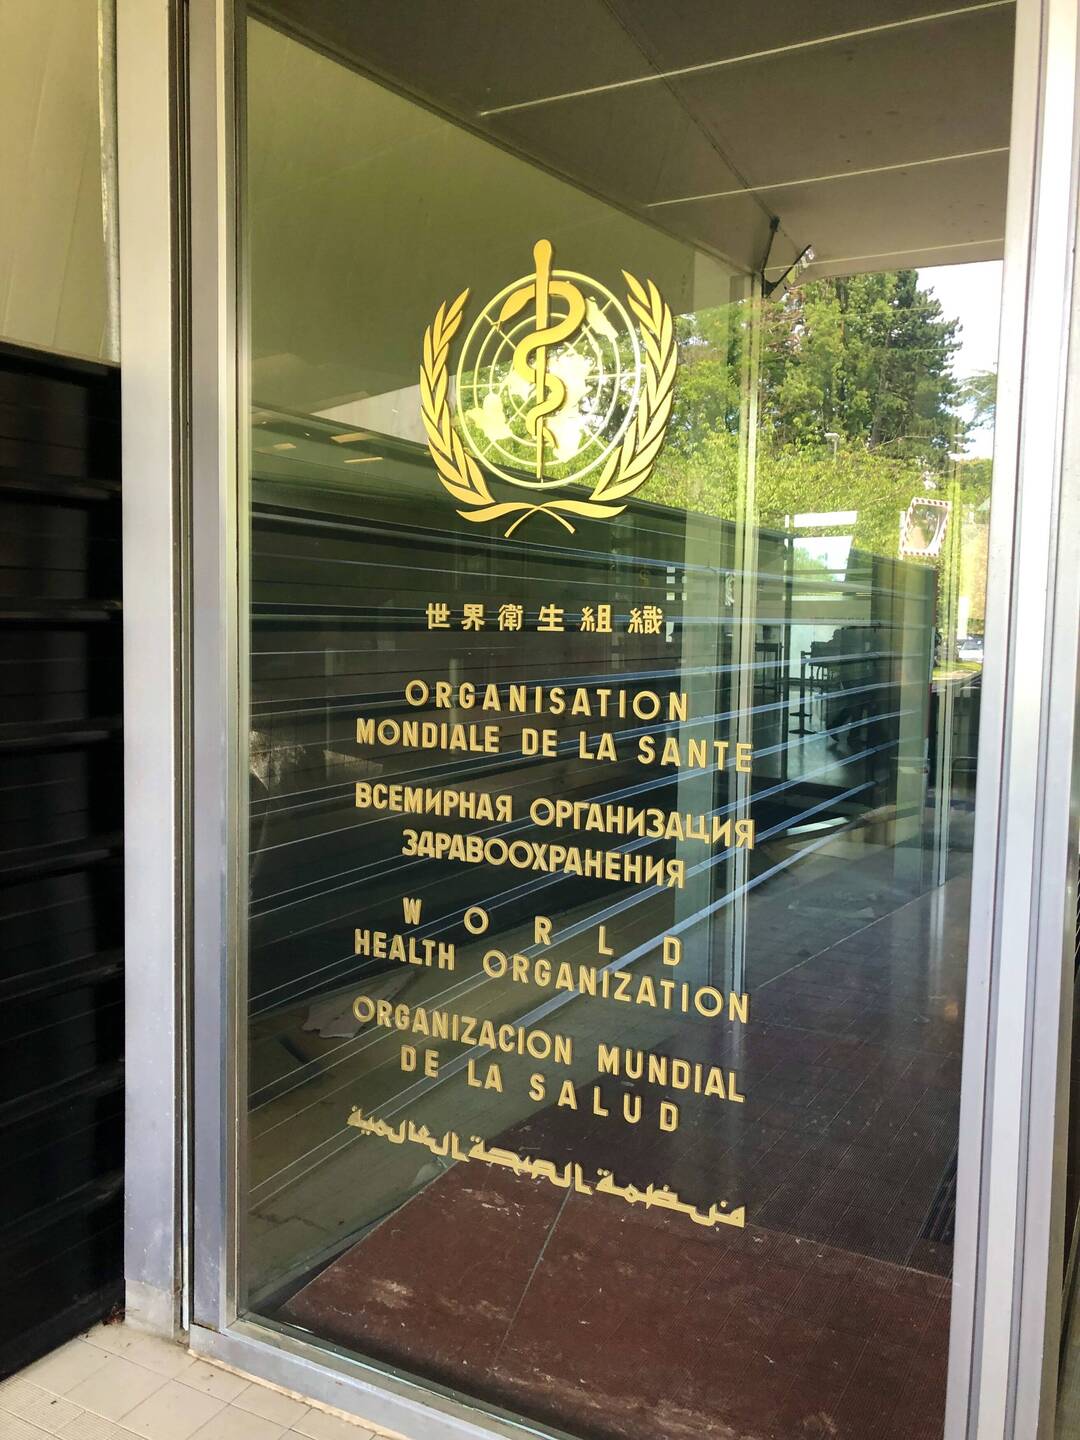 世界衛生組織
ORGANISATION
MONDIALE DE LA SANTE
ВСЕМИРНАЯ ОРГАНИЗАЦИЯ
ЗДРАВООХРАНЕНИЯ
WORLD
HEALTH ORGANIZATION
ORGANIZACION MUNDIAL
DE LA SALUD
منظمة الصحة العالمية